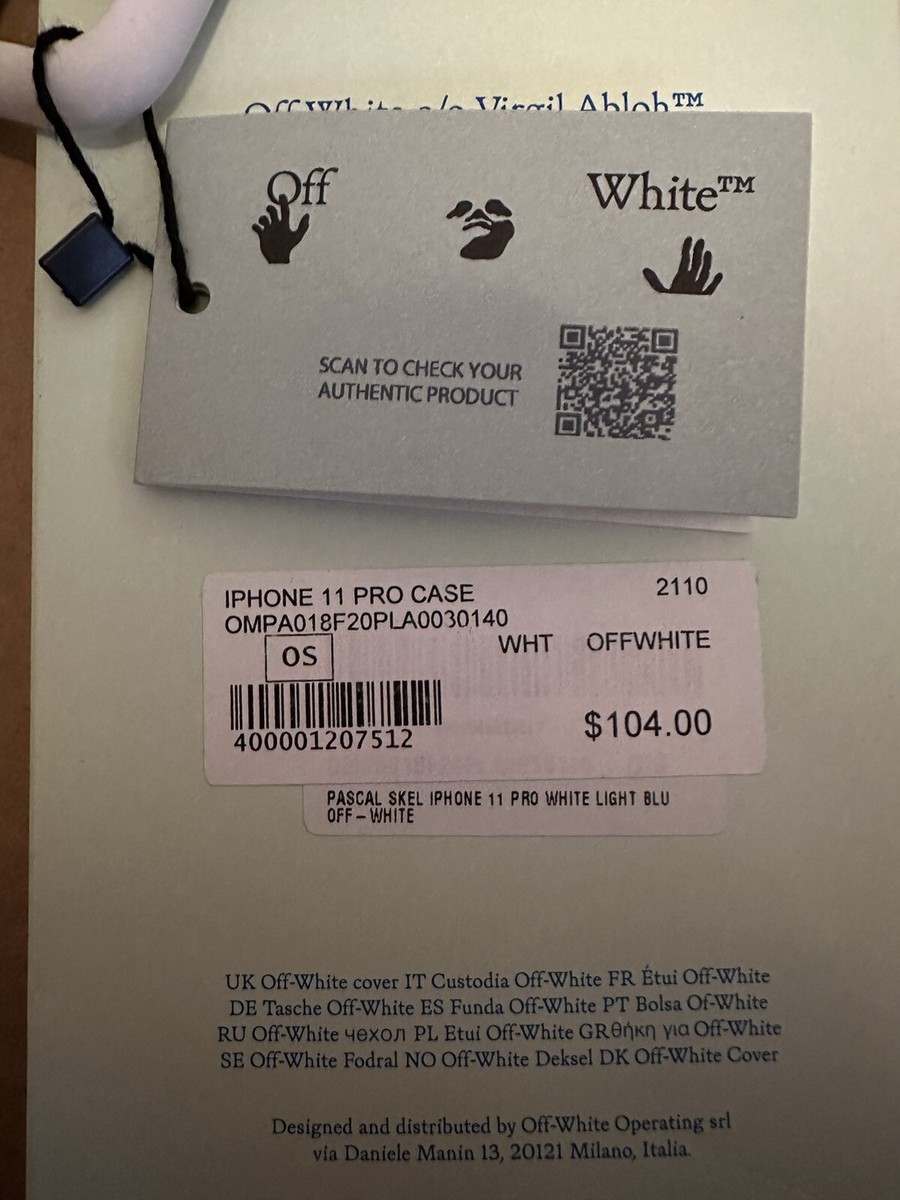 Off-White c/o Virgil Abloh™
Off White™
SCAN TO CHECK YOUR
AUTHENTIC PRODUCT
IPHONE 11 PRO CASE 2110
OMPA018F20PLA0030140
OS WHT OFFWHITE
400001207512 $104.00
PASCAL SKEL IPHONE 11 PRO WHITE LIGHT BLU
OFF-WHITE
UK Off-White cover IT Custodia Off-White FR Étui Off-White
DE Tasche Off-White ES Funda Off-White PT Bolsa Of-White
RU Off-White чехол PL Etui Off-White GRθήκη για Off-White
SE Off-White Fodral NO Off-White Deksel DK Off-White Cover
Designed and distributed by Off-White Operating srl
via Daniele Manin 13, 20121 Milano, Italia.